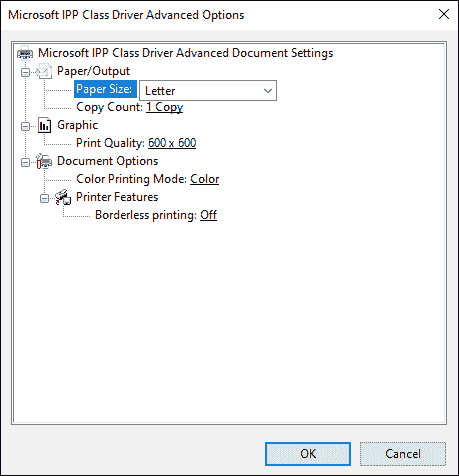 Microsoft IPP Class Driver Advanced Options
Microsoft IPP Class Driver Advanced Document Settings
Paper/Output
Paper Size: Letter
Copy Count: 1 Copy
Graphic
Print Quality: 600 x 600
Document Options
Color Printing Mode: Color
Printer Features
Borderless printing: Off
OK Cancel